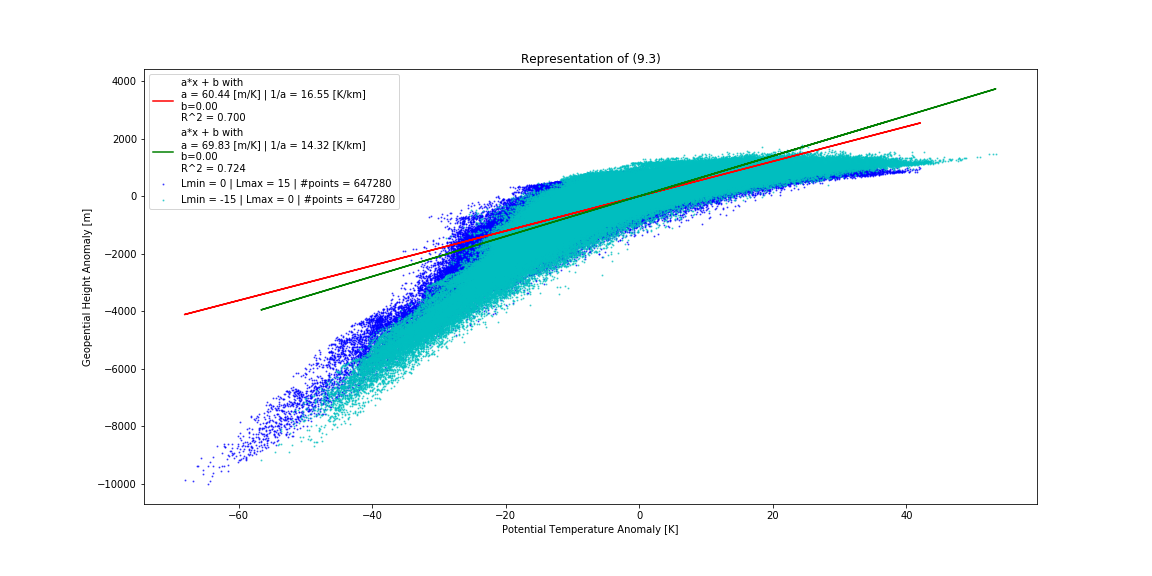 Representation of (9.3)
a*x + b with
a = 60.44 [m/K] | 1/a = 16.55 [K/km]
b=0.00
R^2 = 0.700
a*x + b with
a = 69.83 [m/K] | 1/a = 14.32 [K/km]
b=0.00
R^2 = 0.724
Lmin = 0 | Lmax = 15 | #points = 647280
Lmin = -15 | Lmax = 0 | #points = 647280
Geopential Height Anomaly [m]
4000
2000
0
−2000
−4000
−6000
−8000
−10000
−60
−40
−20
0
20
40
Potential Temperature Anomaly [K]